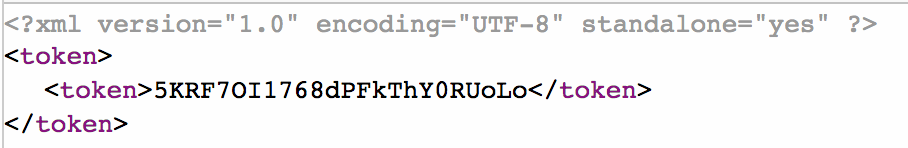 <?xml version="1.0" encoding="UTF-8" standalone="yes" ?>
<token>
<token>5KRF7OI1768dPFkThY0RUoLo</token>
</token>